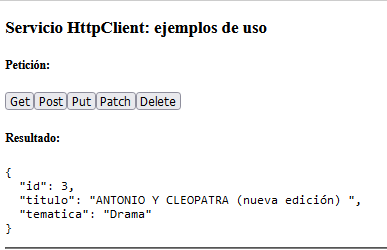 Servicio HttpClient: ejemplos de uso
Petición:
Get Post Put Patch Delete
Resultado:
{
  "id": 3,
  "titulo": "ANTONIO Y CLEOPATRA (nueva edición) ",
  "tematica": "Drama"
}